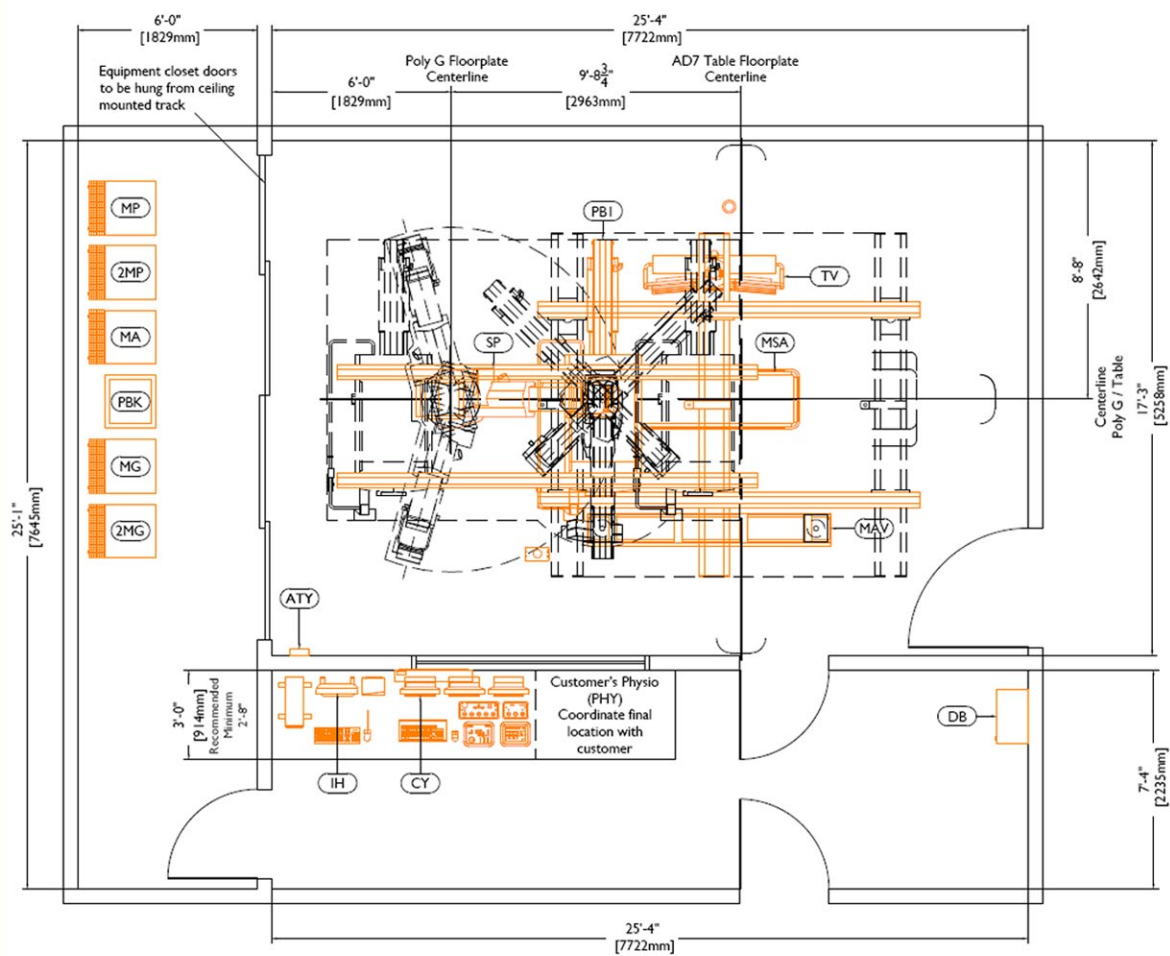 6'-0"
[1829mm]
25'-4"
[7722mm]
Equipment closet doors
to be hung from ceiling
mounted track
Poly G Floorplate
Centerline
AD7 Table Floorplate
Centerline
6'-0"
[1829mm]
9'-8 3/4"
[2963mm]
MP
2MP
MA
PBK
MG
2MG
PB1
TV
SP
MSA
MAV
8'-8"
[2642mm]
Centerline
Poly G / Table
17'-3"
[5258mm]
25'-1"
[7645mm]
ATY
3'-0"
[914mm]
Recommended
Minimum
2'-8"
Customer's Physio
(PHY)
Coordinate final
location with
customer
IH
CY
DB
7'-4"
[2235mm]
25'-4"
[7722mm]